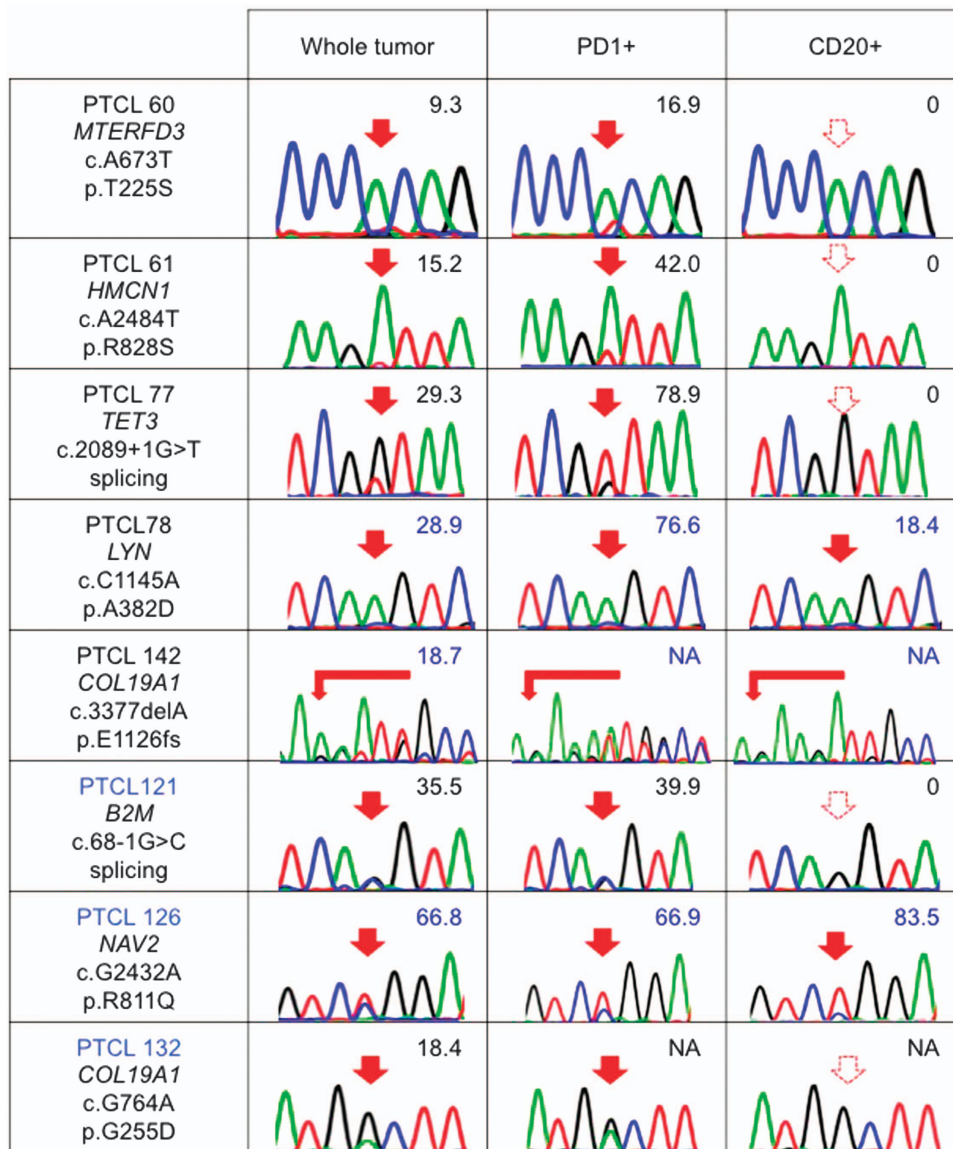 Whole tumor PD1+ CD20+
PTCL 60 9.3 16.9 0
MTERFD3
c.A673T
p.T225S
PTCL 61 15.2 42.0 0
HMCN1
c.A2484T
p.R828S
PTCL 77 29.3 78.9 0
TET3
c.2089+1G>T
splicing
PTCL78 28.9 76.6 18.4
LYN
c.C1145A
p.A382D
PTCL 142 18.7 NA NA
COL19A1
c.3377delA
p.E1126fs
PTCL121 35.5 39.9 0
B2M
c.68-1G>C
splicing
PTCL 126 66.8 66.9 83.5
NAV2
c.G2432A
p.R811Q
PTCL 132 18.4 NA NA
COL19A1
c.G764A
p.G255D